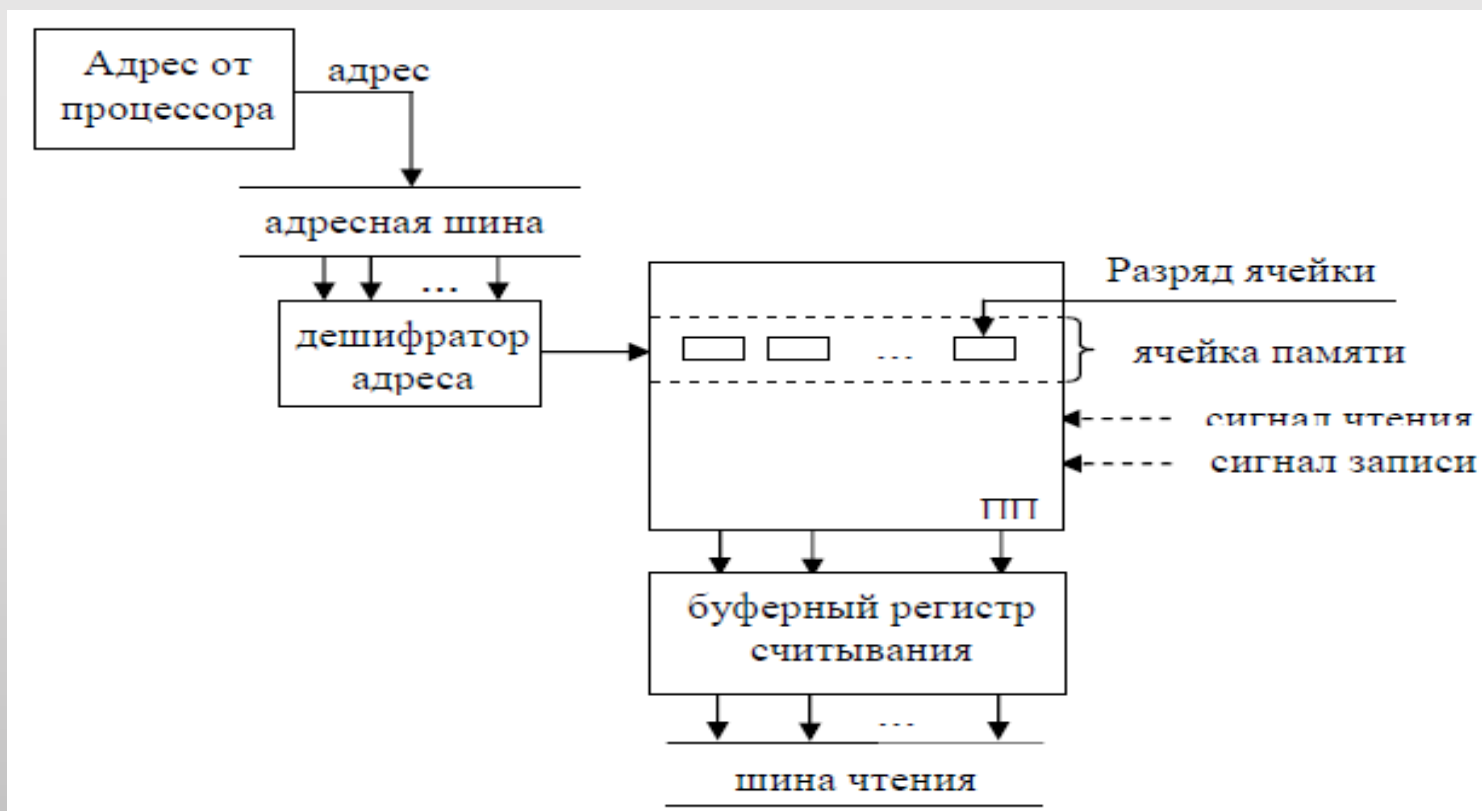 Адрес от
процессора
адрес
адресная шина
...
дешифратор
адреса
Разряд ячейки
...
ячейка памяти
сигнал чтения
сигнал записи
ПП
буферный регистр
считывания
...
шина чтения